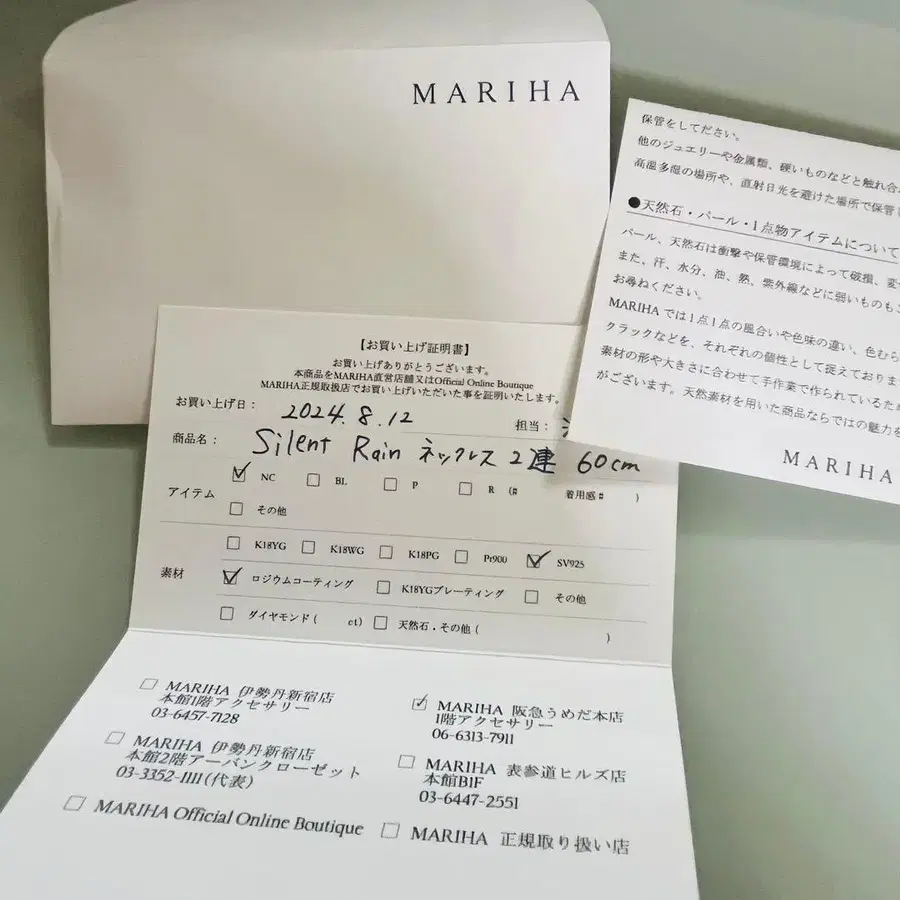 MARIHA
保管をしてださい。
他のジュエリーや金属類、硬いものなどと触れ合
高温多湿の場所や、直射日光を避けた場所で保管
●天然石・パール・1点物アイテムについて
パール、天然石は衝撃や保管環境によって破損、変
また、汗、水分、油、熱、紫外線などに弱いものも
お尋ねください。
MARIHAでは1点1点の風合いや色味の違い、色むら
クラックなどを、それぞれの個性として捉えておりま
素材の形や大きさに合わせて手作業で作られているため
がございます。天然素材を用いた商品ならではの魅力を
MARIHA
【お買い上げ証明書】
お買い上げありがとうございます。
本商品をMARIHA直営店舗又はOfficial Online Boutique
MARIHA正規取扱店でお買い上げいただいた事を証明いたします。
お買い上げ日： 2024.8.12 担当：
商品名： Silent Rain ネックレス2連 60cm
アイテム ☑ NC □ BL □ P □ R (# 着用感# )
□ その他
素材 □ K18YG □ K18WG □ K18PG □ Pt900 ☑ SV925
☑ ロジウムコーティング □ K18YGプレーティング □ その他
□ ダイヤモンド( ct) □ 天然石・その他( )
□ MARIHA 伊勢丹新宿店
本館1階アクセサリー
03-6457-7128
☑ MARIHA 阪急うめだ本店
1階アクセサリー
06-6313-7911
□ MARIHA 伊勢丹新宿店
本館2階アーバンクローゼット
03-3352-1111(代表)
□ MARIHA 表参道ヒルズ店
本館B1F
03-6447-2551
□ MARIHA Official Online Boutique
□ MARIHA 正規取り扱い店